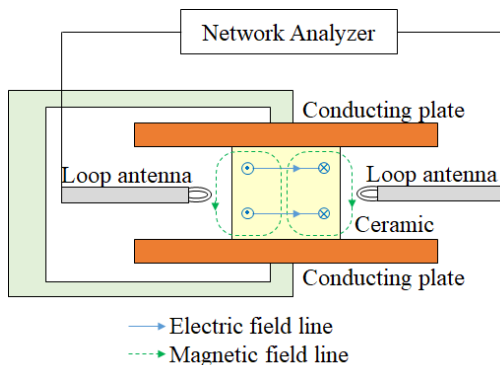 Network Analyzer
Conducting plate
Loop antenna
Loop antenna
Ceramic
Conducting plate
Electric field line
Magnetic field line